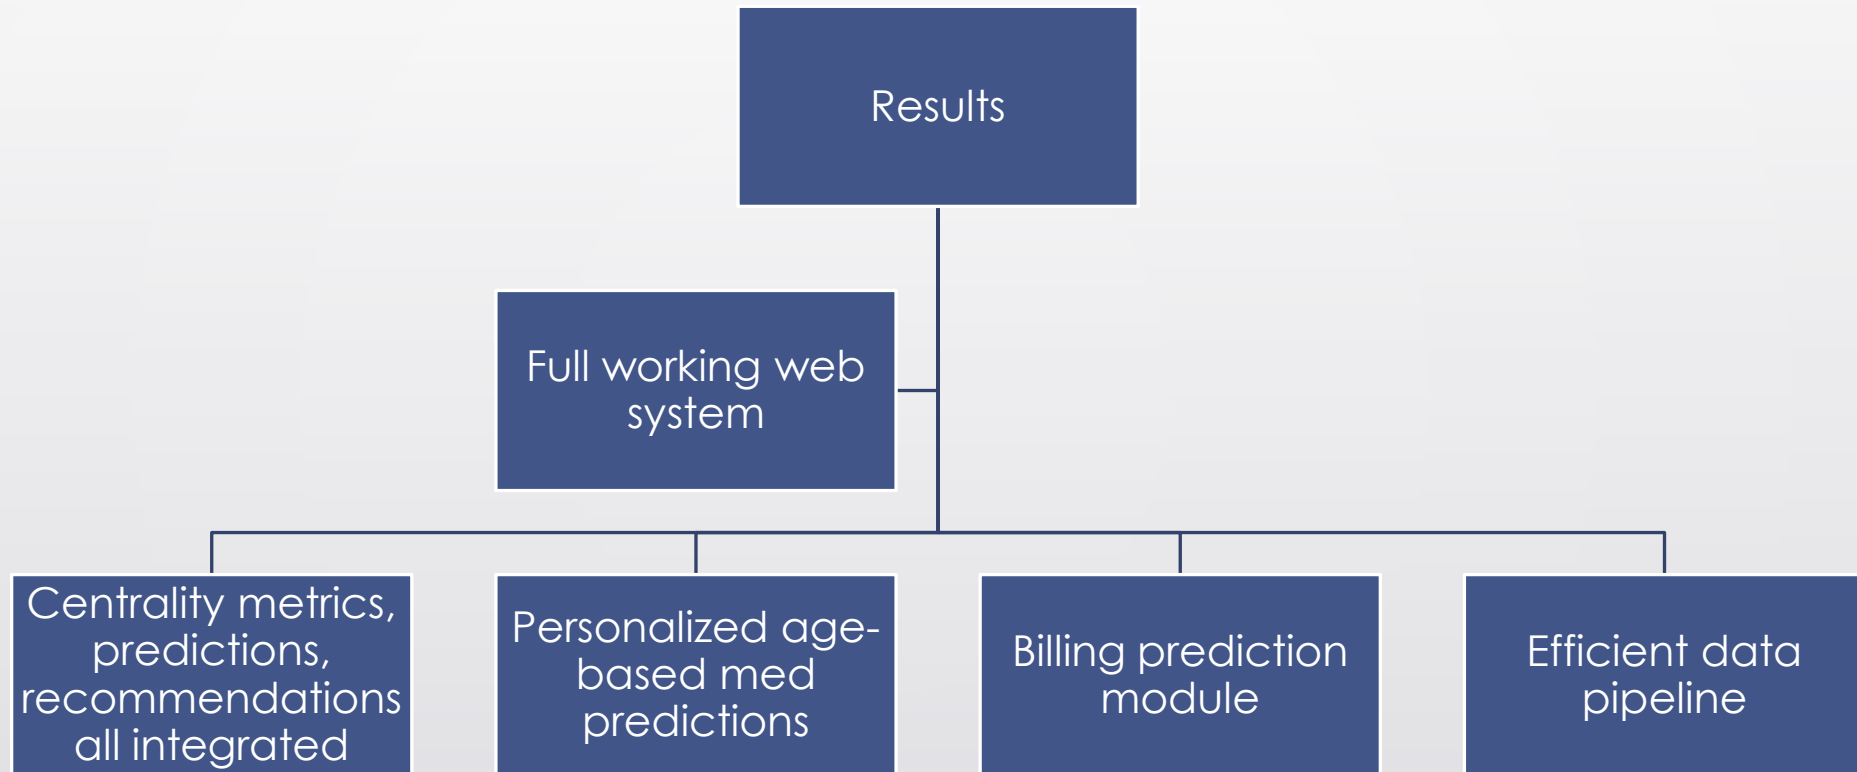 Results
Full working web
system
Centrality metrics,
predictions,
recommendations
all integrated
Personalized age-
based med
predictions
Billing prediction
module
Efficient data
pipeline